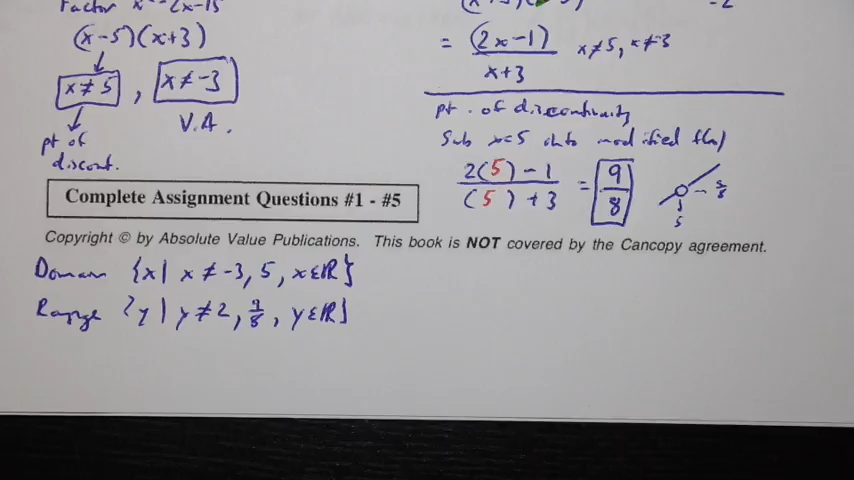 Factor x² - 2x - 15
(x-5)(x+3)
x≠5 , x≠-3
V.A.
pt of
discont.
-2
= (2x-1) x≠5, x≠-3
x+3
pt. of discontinuity
Sub x=5 into modified f(x)
2(5) - 1
(5) + 3
= 9/8
5
Complete Assignment Questions #1 - #5
Copyright © by Absolute Value Publications. This book is NOT covered by the Cancopy agreement.
Domain {x| x≠-3, 5, x∈ℝ}
Range {y| y≠2, 9/8, y∈ℝ}